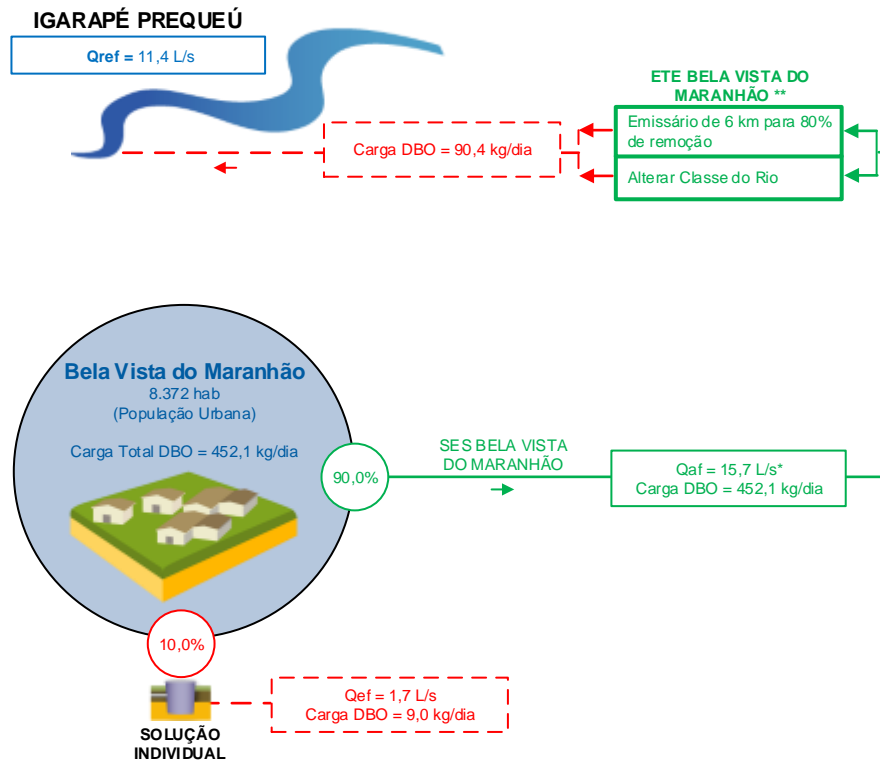 IGARAPÉ PREQUEÚ
Qref = 11,4 L/s
ETE BELA VISTA DO
MARANHÃO **
Emissário de 6 km para 80%
de remoção
Alterar Classe do Rio
Carga DBO = 90,4 kg/dia
Bela Vista do Maranhão
8.372 hab
(População Urbana)
Carga Total DBO = 452,1 kg/dia
90,0%
SES BELA VISTA
DO MARANHÃO
Qaf = 15,7 L/s*
Carga DBO = 452,1 kg/dia
10,0%
Qef = 1,7 L/s
Carga DBO = 9,0 kg/dia
SOLUÇÃO
INDIVIDUAL